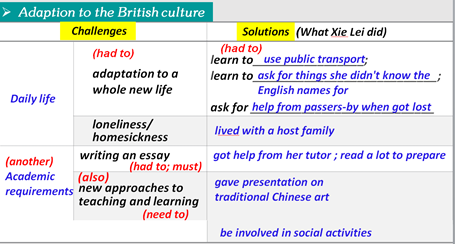 ➢ Adaption to the British culture
Challenges
Solutions (What Xie Lei did)
Daily life
(had to)
adaptation to a
whole new life
(had to)
learn to use public transport;
learn to ask for things she didn't know the ;
English names for
ask for help from passers-by when got lost
loneliness/
homesickness
lived with a host family
(another)
Academic
requirements
writing an essay
(had to; must)
got help from her tutor ; read a lot to prepare
(also)
new approaches to
teaching and learning
(need to)
gave presentation on
traditional Chinese art
be involved in social activities